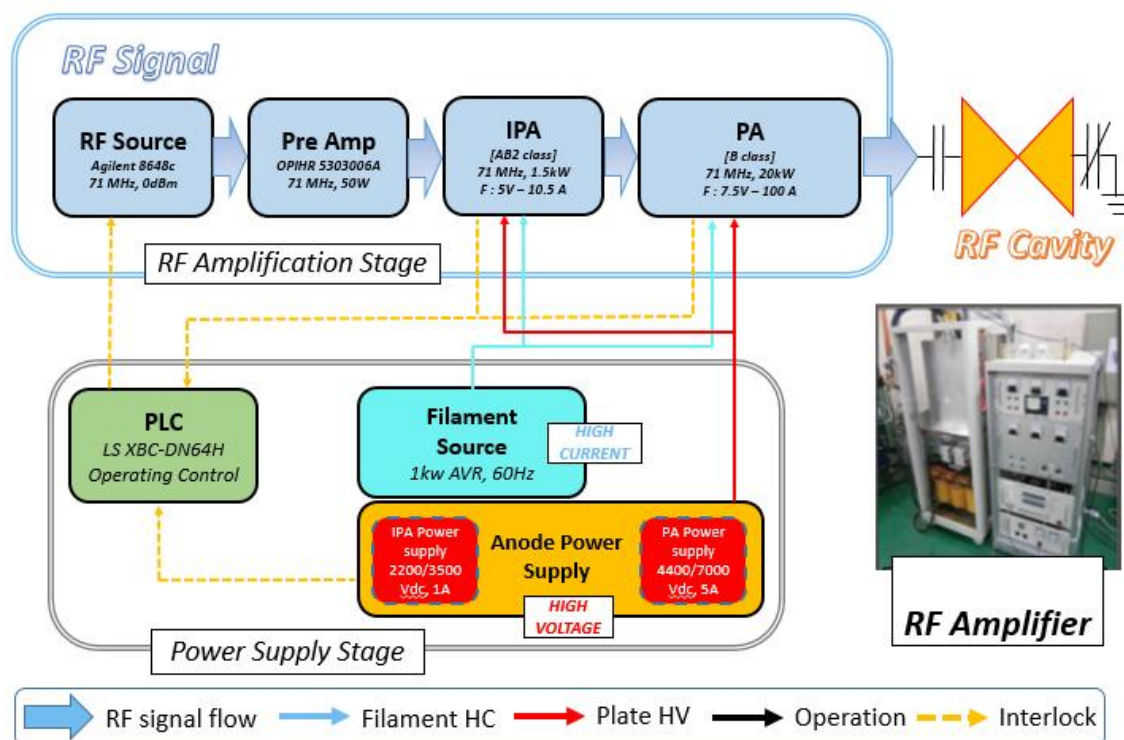 RF Signal
RF Source
Agilent 8648c
71 MHz, 0dBm
Pre Amp
OPIHR 5303006A
71 MHz, 50W
IPA
[AB2 class]
71 MHz, 1.5kW
F : 5V – 10.5 A
PA
[B class]
71 MHz, 20kW
F : 7.5V – 100 A
RF Cavity
RF Amplification Stage
PLC
LS XBC-DN64H
Operating Control
Filament
Source
1kw AVR, 60Hz
HIGH
CURRENT
IPA Power
supply
2200/3500
Vdc, 1A
Anode Power
Supply
PA Power
supply
4400/7000
Vdc, 5A
HIGH
VOLTAGE
Power Supply Stage
RF Amplifier
RF signal flow
Filament HC
Plate HV
Operation
Interlock